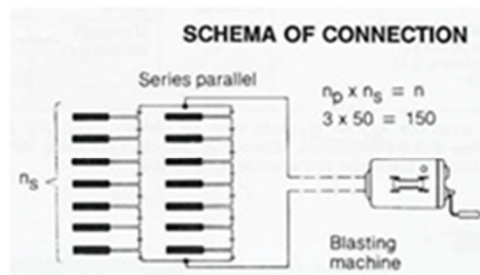 SCHEMA OF CONNECTION
Series parallel
np x ns = n
3 x 50 = 150
ns
Blasting
machine